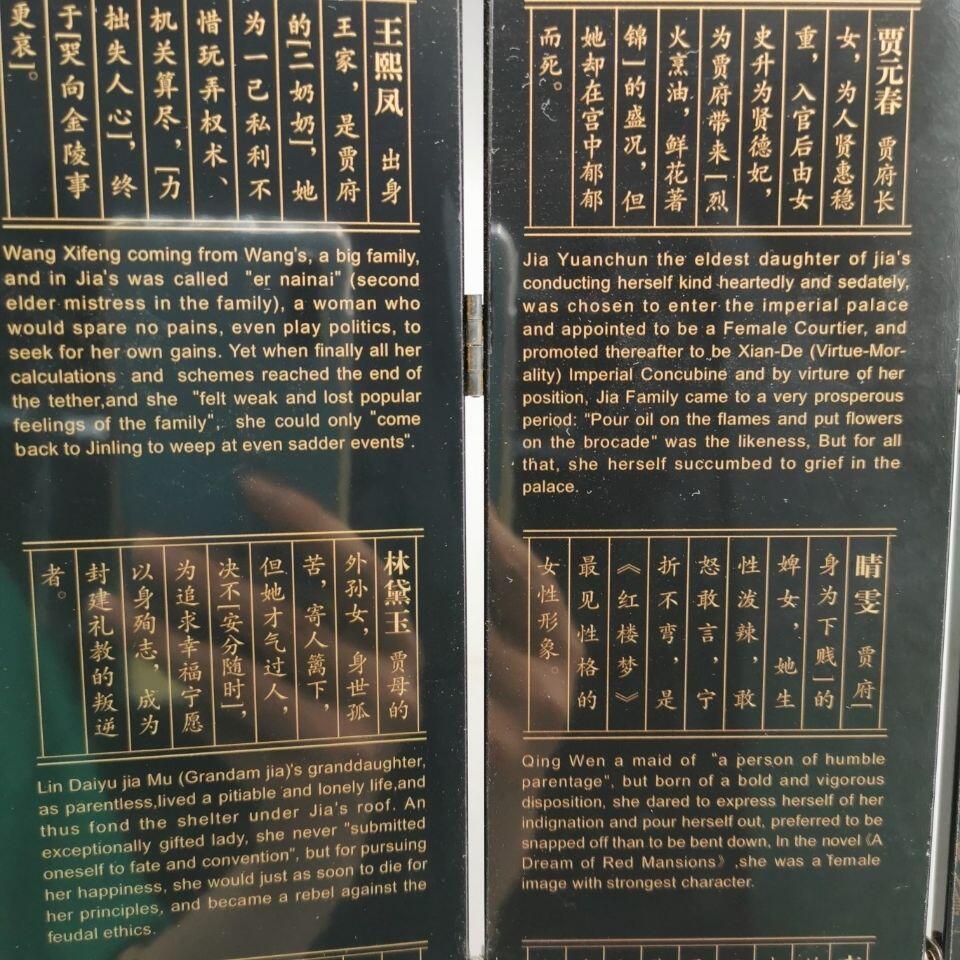 王熙凤 出身
王家，是贾府
的[二奶奶]，她
为一己私利不
惜玩弄权术、
机关算尽，[力
拙失人心]，终
于[哭向金陵事
更哀]。
Wang Xifeng coming from Wang's, a big family,
and in Jia's was called "er nainai" (second
elder mistress in the family), a woman who
would spare no pains, even play politics, to
seek for her own gains. Yet when finally all her
calculations and schemes reached the end of
the tether,and she "felt weak and lost popular
feelings of the family", she could only "come
back to Jinling to weep at even sadder events".
林黛玉 贾母的
外孙女，身世孤
苦，寄人篱下，
但她才气过人，
决不[安分随时]，
为追求幸福宁愿
以身殉志，成为
封建礼教的叛逆
者。
Lin Daiyu jia Mu (Grandam jia)'s granddaughter,
as parentless,lived a pitiable and lonely life,and
thus fond the shelter under Jia's roof. An
exceptionally gifted lady, she never "submitted
oneself to fate and convention", but for pursuing
her happiness, she would just as soon to die for
her principles, and became a rebel against the
feudal ethics.
贾元春 贾府长
女，为人贤惠稳
重，入官后由女
史升为贤德妃，
为贾府带来[烈
火烹油，鲜花著
锦]的盛况，但
她却在宫中郁郁
而死。
Jia Yuanchun the eldest daughter of jia's
conducting herself kind heartedly and sedately,
was chosen to enter the imperial palace
and appointed to be a Female Courtier, and
promoted thereafter to be Xian-De (Virtue-Mor-
ality) Imperial Concubine and by virture of her
position, Jia Family came to a very prosperous
period: "Pour oil on the flames and put flowers
on the brocade" was the likeness, But for all
that, she herself succumbed to grief in the
palace.
晴雯 贾府[
身为下贱]的
婢女，她生
性泼辣，敢
怒敢言，宁
折不弯，是
《红楼梦》
最见性格的
女性形象。
Qing Wen a maid of "a person of humble
parentage", but born of a bold and vigorous
disposition, she dared to express herself of her
indignation and pour herself out, preferred to be
snapped off than to be bent down, In the novel《A
Dream of Red Mansions》,she was a female
image with strongest character.